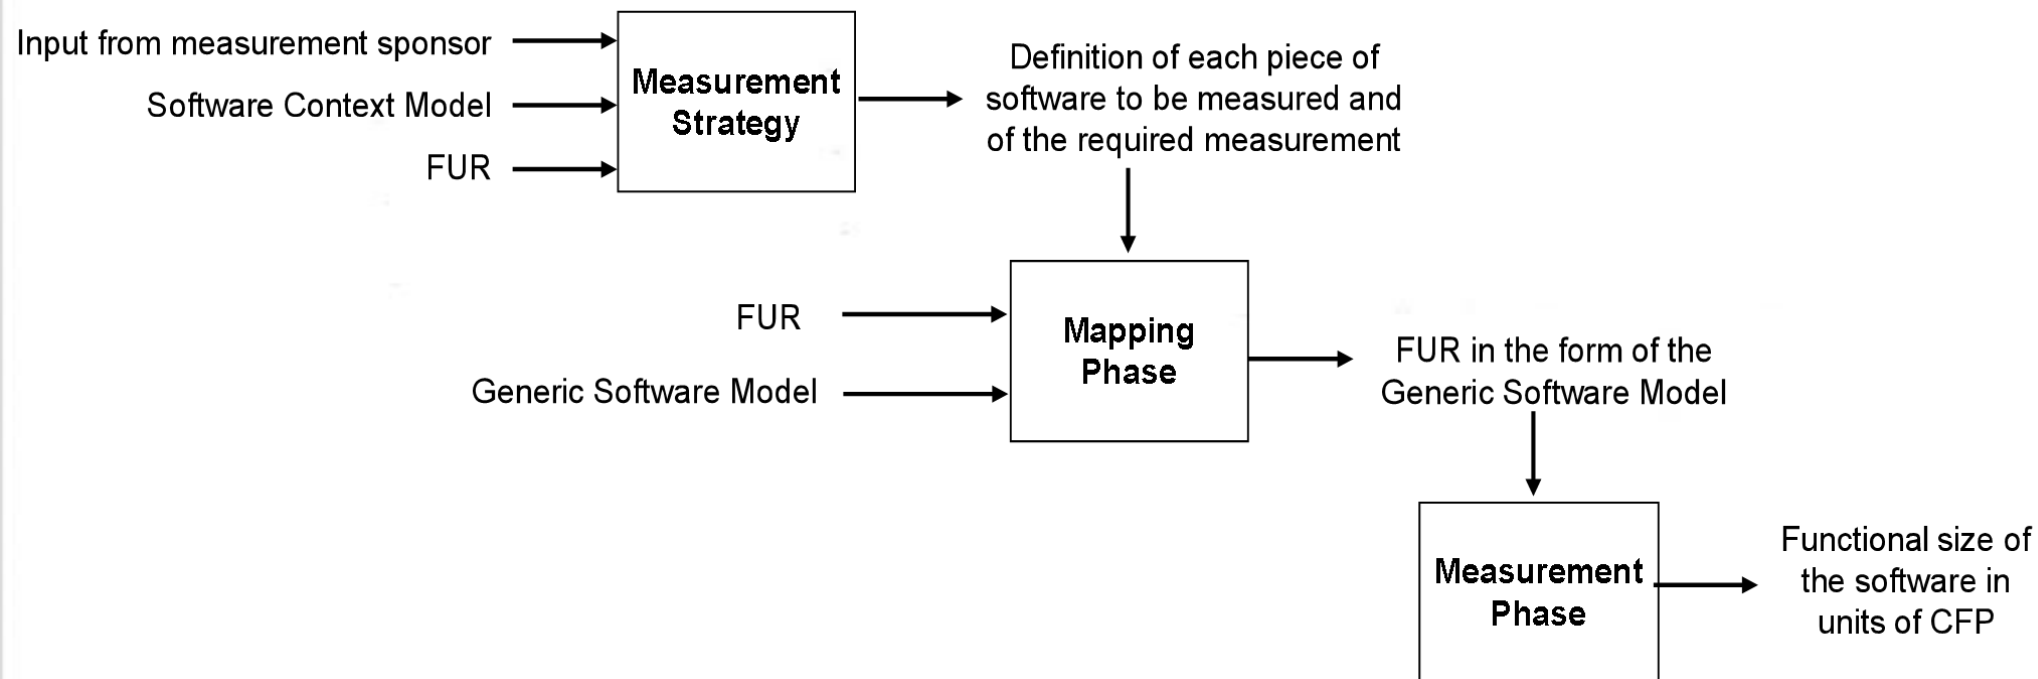 Input from measurement sponsor
Software Context Model
FUR
Measurement
Strategy
Definition of each piece of
software to be measured and
of the required measurement
FUR
Generic Software Model
Mapping
Phase
FUR in the form of the
Generic Software Model
Measurement
Phase
Functional size of
the software in
units of CFP